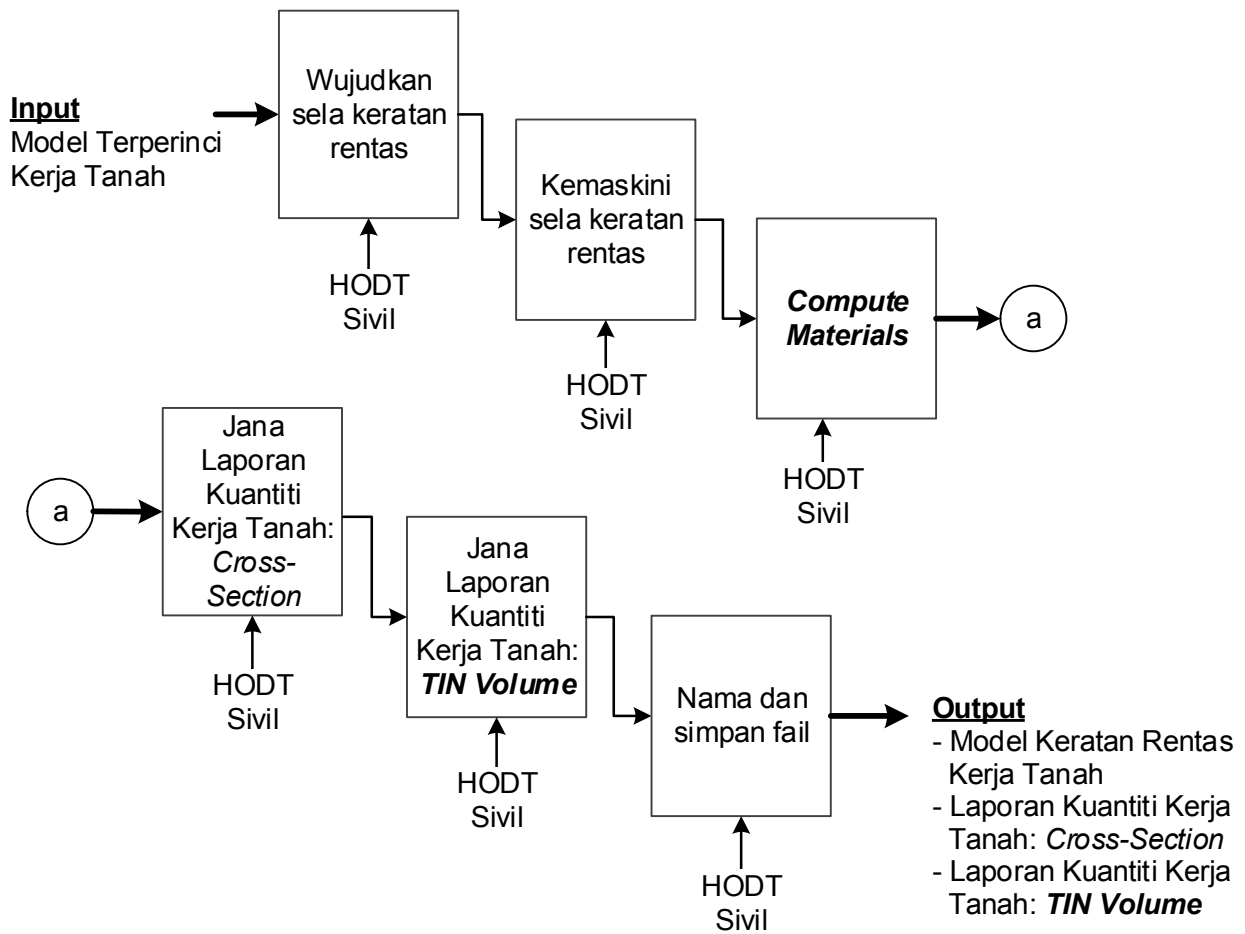 Input
Model Terperinci
Kerja Tanah
Wujudkan
sela keratan
rentas
HODT
Sivil
Kemaskini
sela keratan
rentas
HODT
Sivil
Compute
Materials
HODT
Sivil
a
a
Jana
Laporan
Kuantiti
Kerja Tanah:
Cross-
Section
HODT
Sivil
Jana
Laporan
Kuantiti
Kerja Tanah:
TIN Volume
HODT
Sivil
Nama dan
simpan fail
HODT
Sivil
Output
- Model Keratan Rentas
Kerja Tanah
- Laporan Kuantiti Kerja
Tanah: Cross-Section
- Laporan Kuantiti Kerja
Tanah: TIN Volume